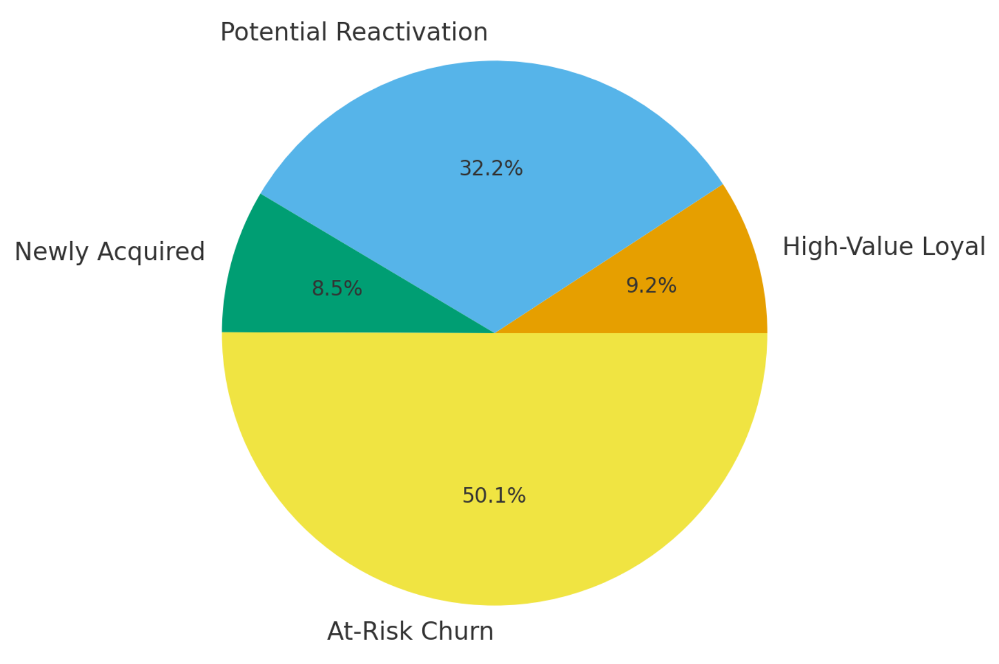 Potential Reactivation
32.2%
High-Value Loyal
Newly Acquired
9.2%
8.5%
50.1%
At-Risk Churn